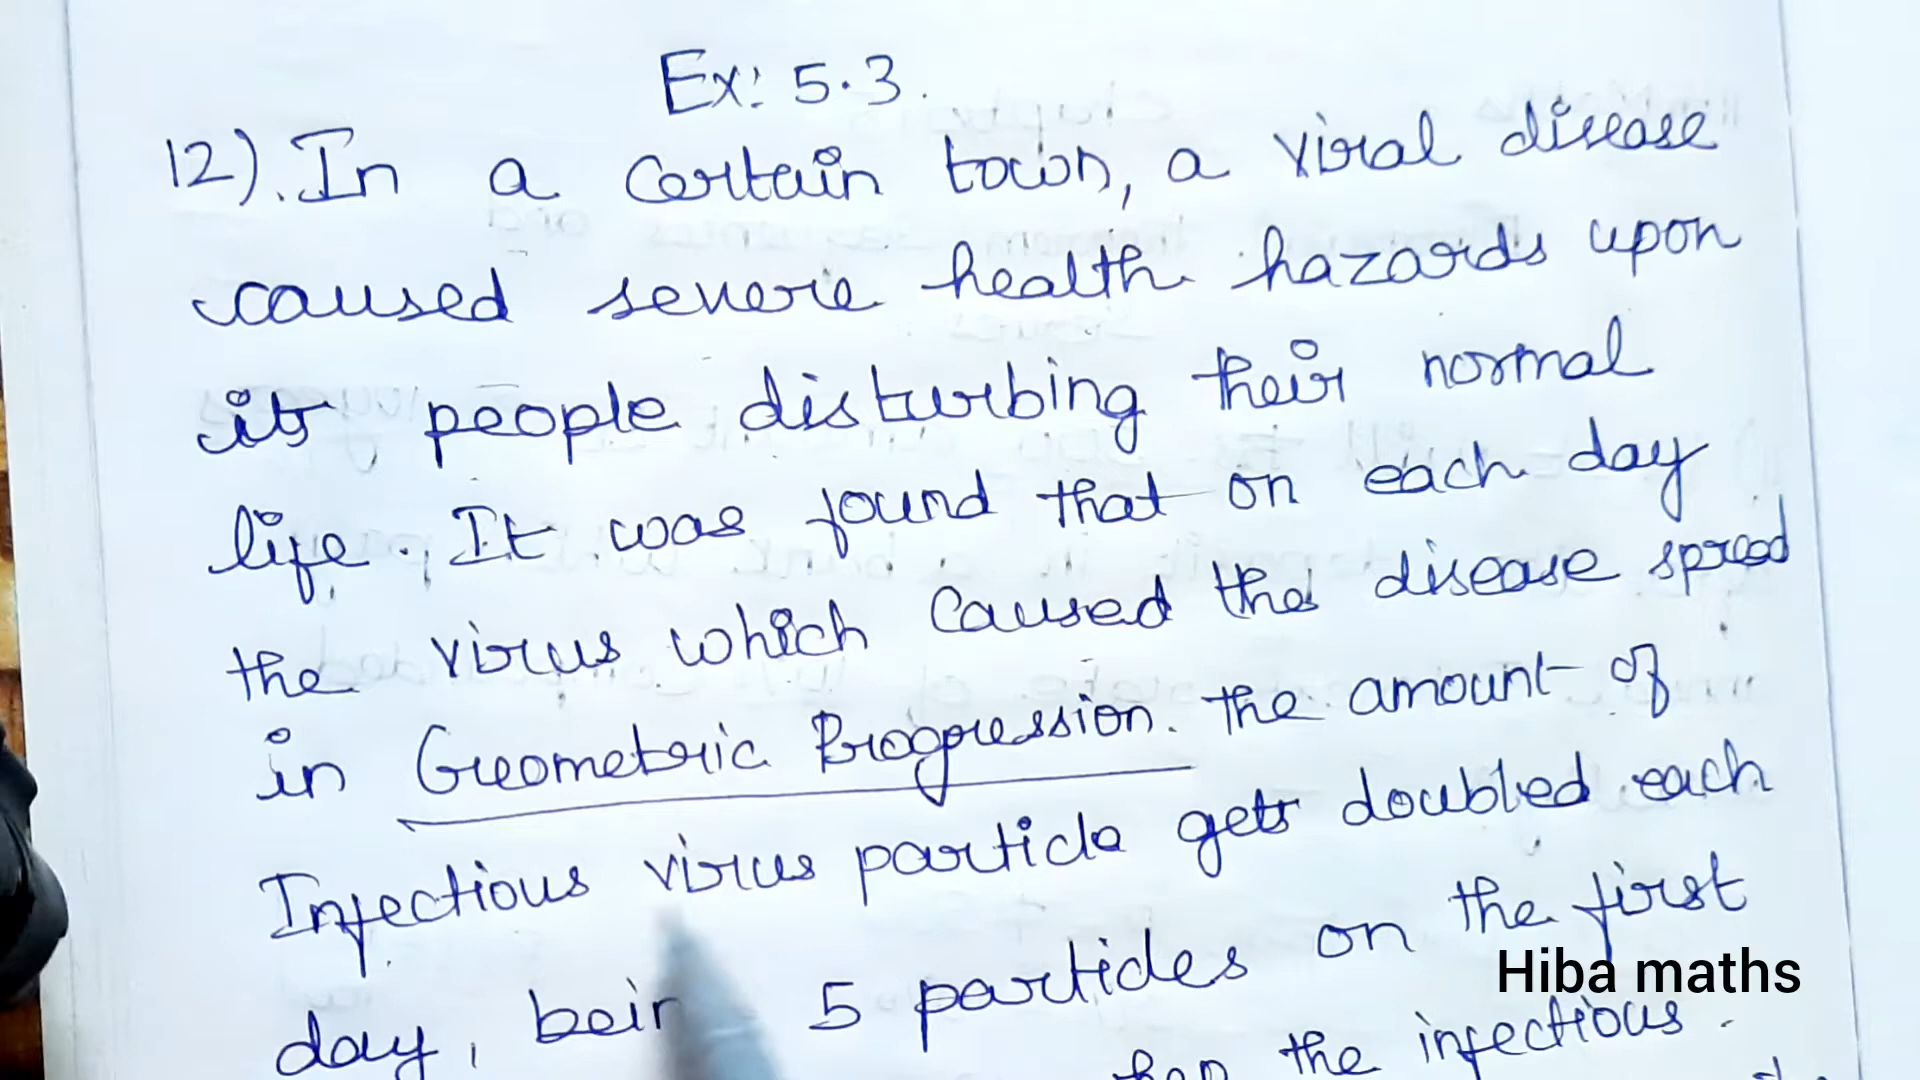 Ex: 5.3.
12). In a certain town, a viral disease
caused severe health hazards upon
its people disturbing their normal
life. It was found that on each day
the virus which caused the disease spread
in Geometric Progression. The amount of
Infectious virus particle gets doubled each
day, 5 particles on the first
Hiba maths
the infectious